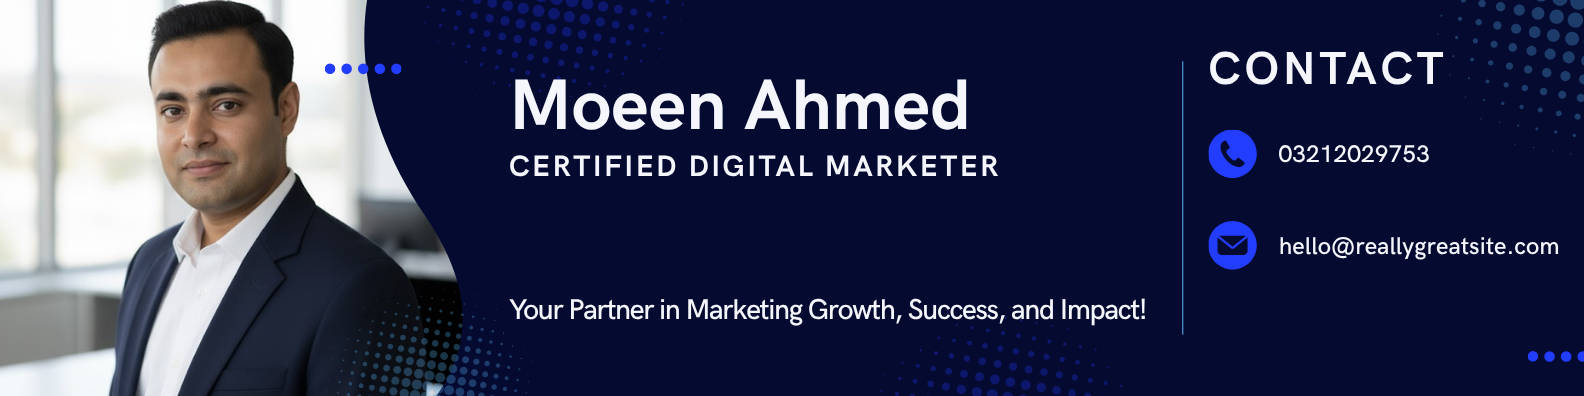 Moeen Ahmed
CERTIFIED DIGITAL MARKETER
Your Partner in Marketing Growth, Success, and Impact!
CONTACT
03212029753
hello@reallygreatsite.com